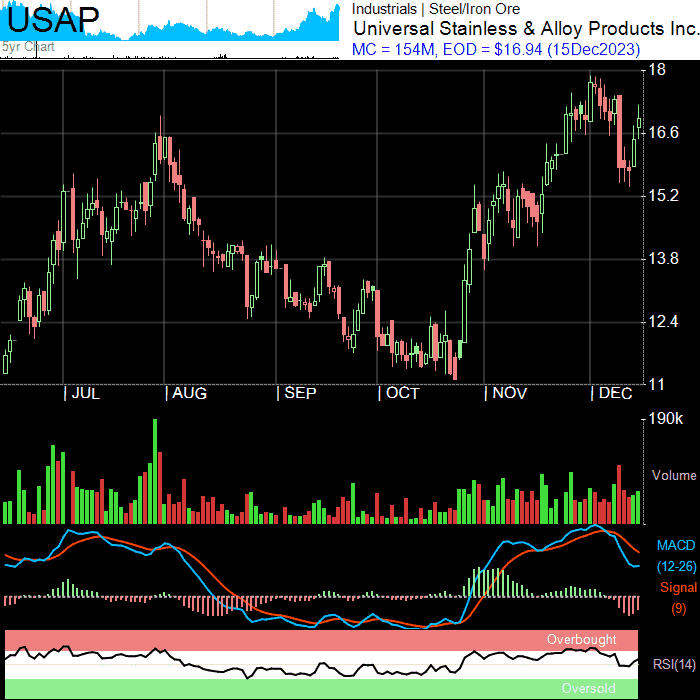 USAP
5yr Chart
Industrials | Steel/Iron Ore
Universal Stainless & Alloy Products Inc.
MC = 154M, EOD = $16.94 (15Dec2023)
18
16.6
15.2
13.8
12.4
11
| JUL | AUG | SEP | OCT | NOV | DEC
190k
Volume
MACD
(12-26)
Signal
(9)
Overbought
RSI(14)
Oversold